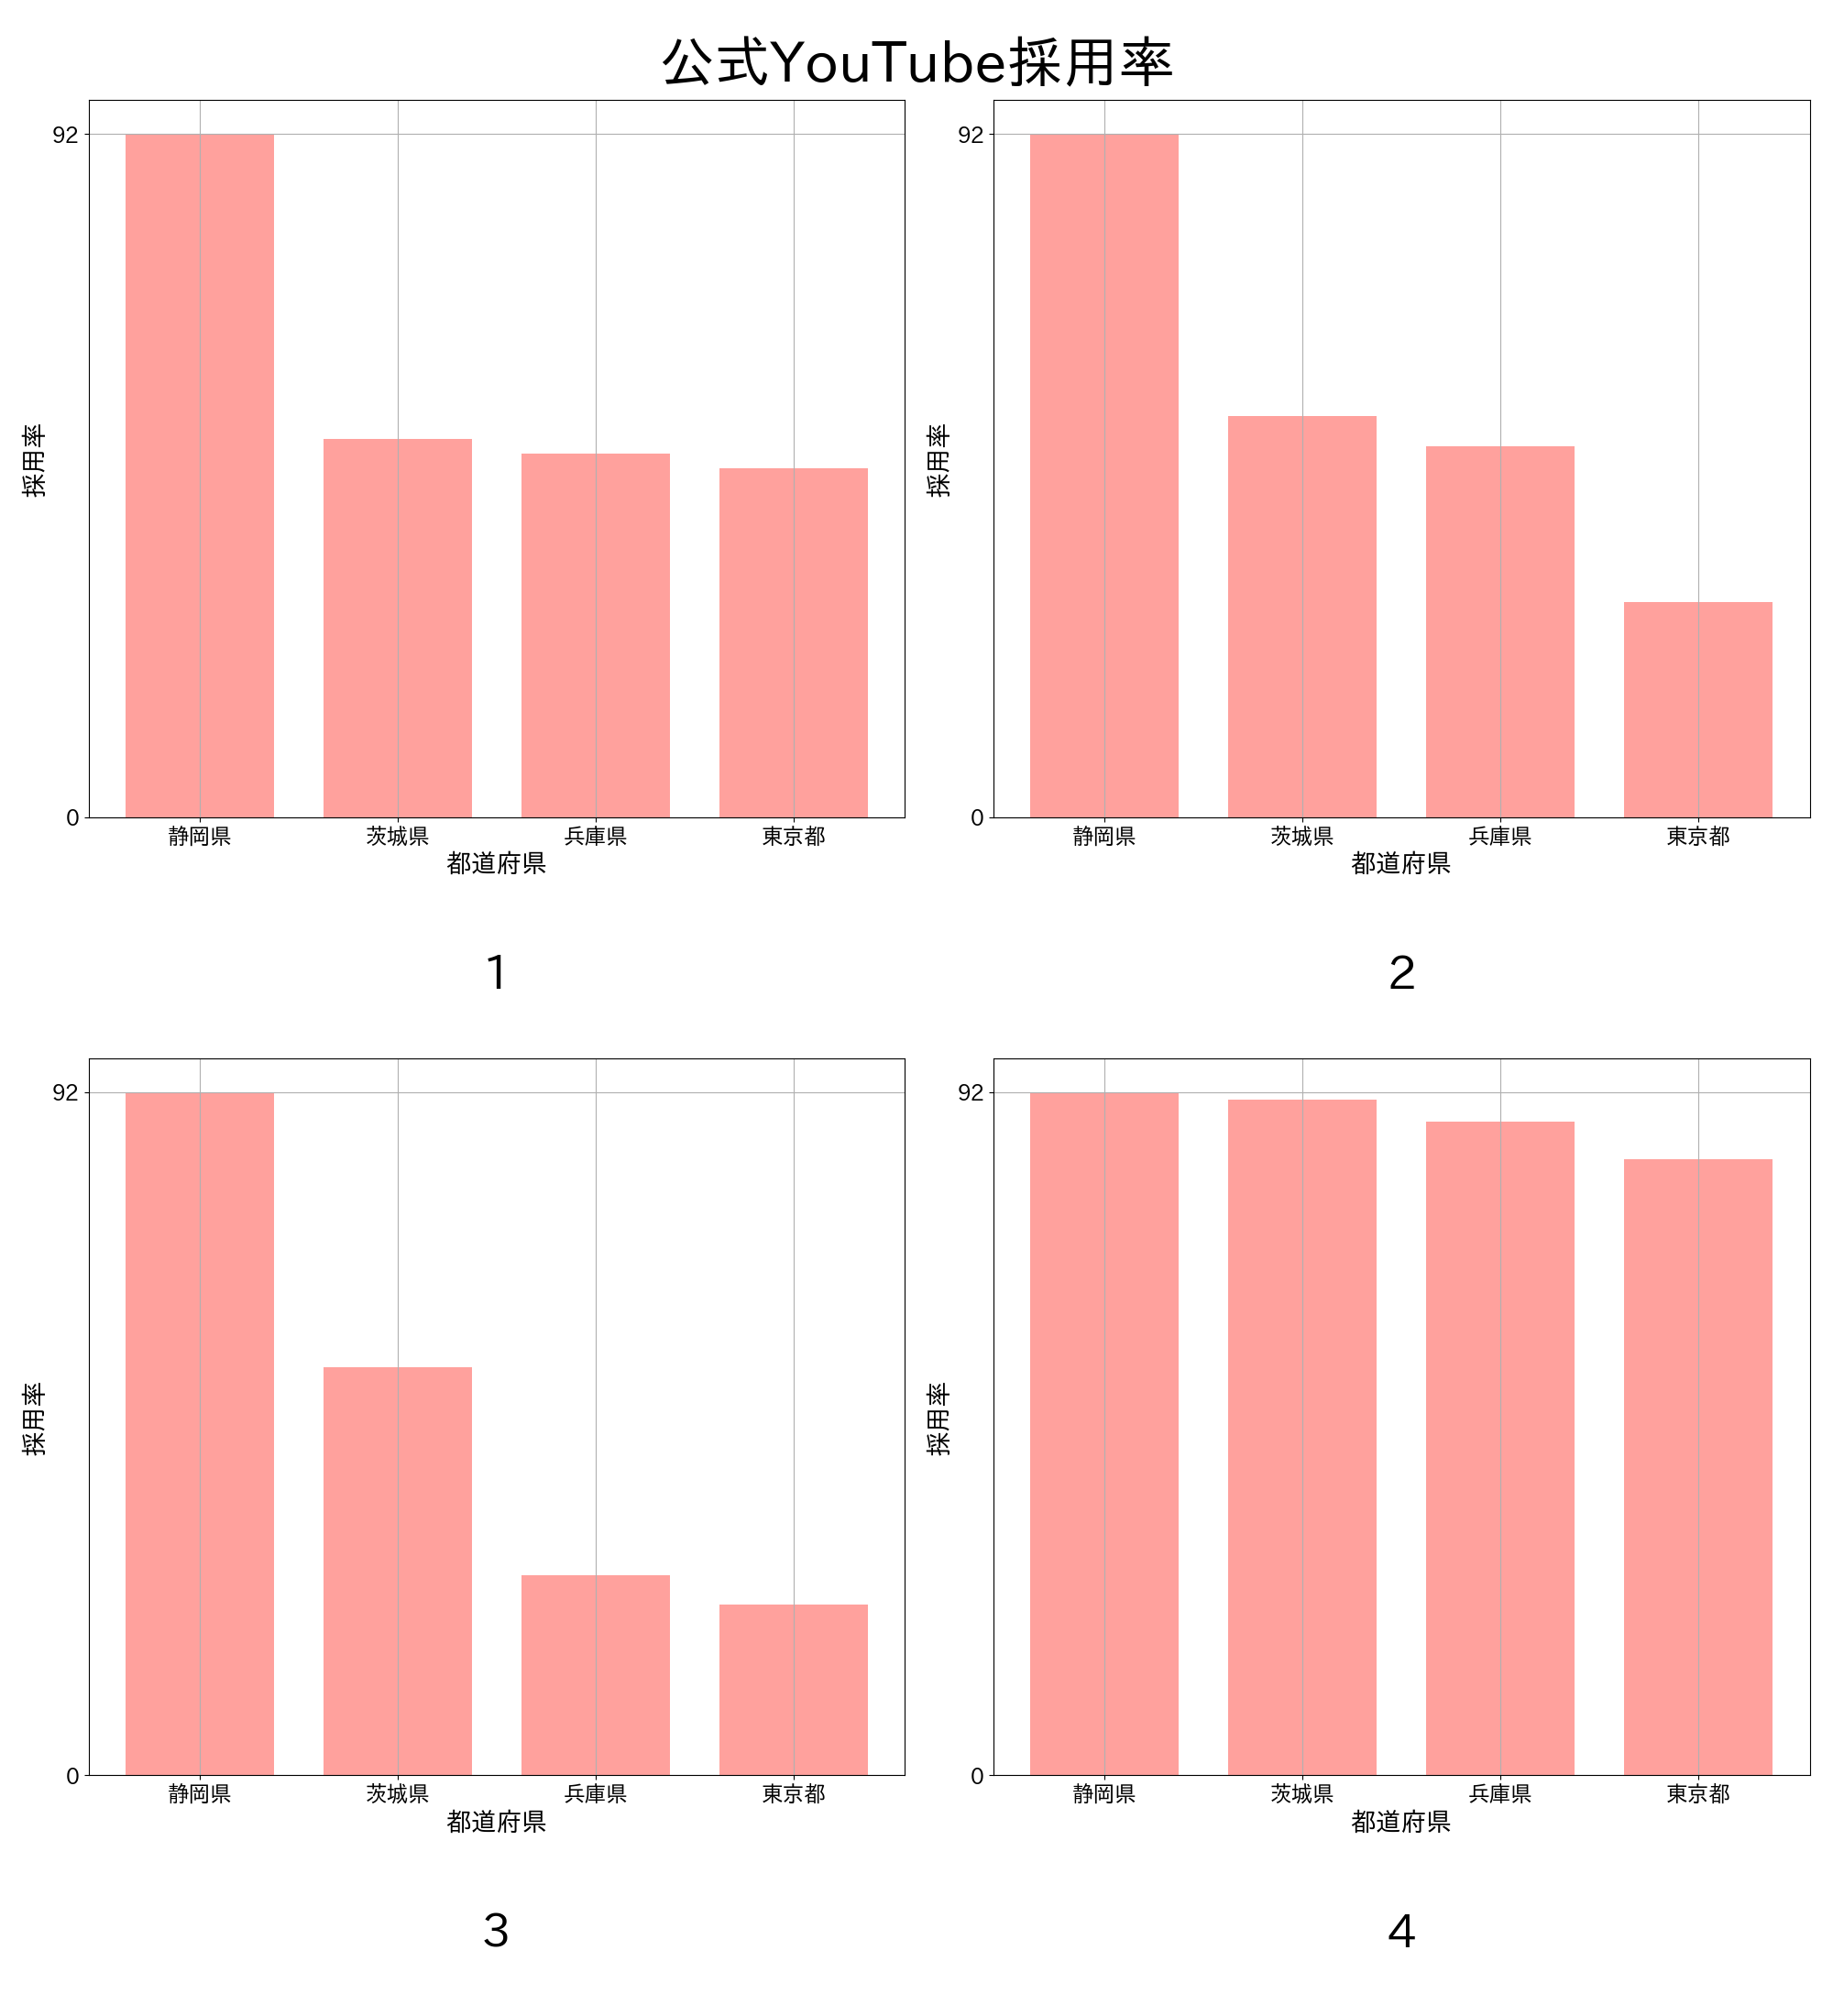 公式YouTube採用率
92
0
採用率
静岡県 茨城県 兵庫県 東京都
都道府県
1
92
0
採用率
静岡県 茨城県 兵庫県 東京都
都道府県
2
92
0
採用率
静岡県 茨城県 兵庫県 東京都
都道府県
3
92
0
採用率
静岡県 茨城県 兵庫県 東京都
都道府県
4